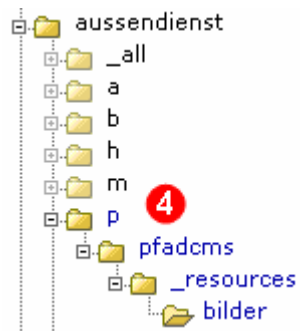 aussendienst
_all
a
b
h
m
p 4
pfadcms
_resources
bilder